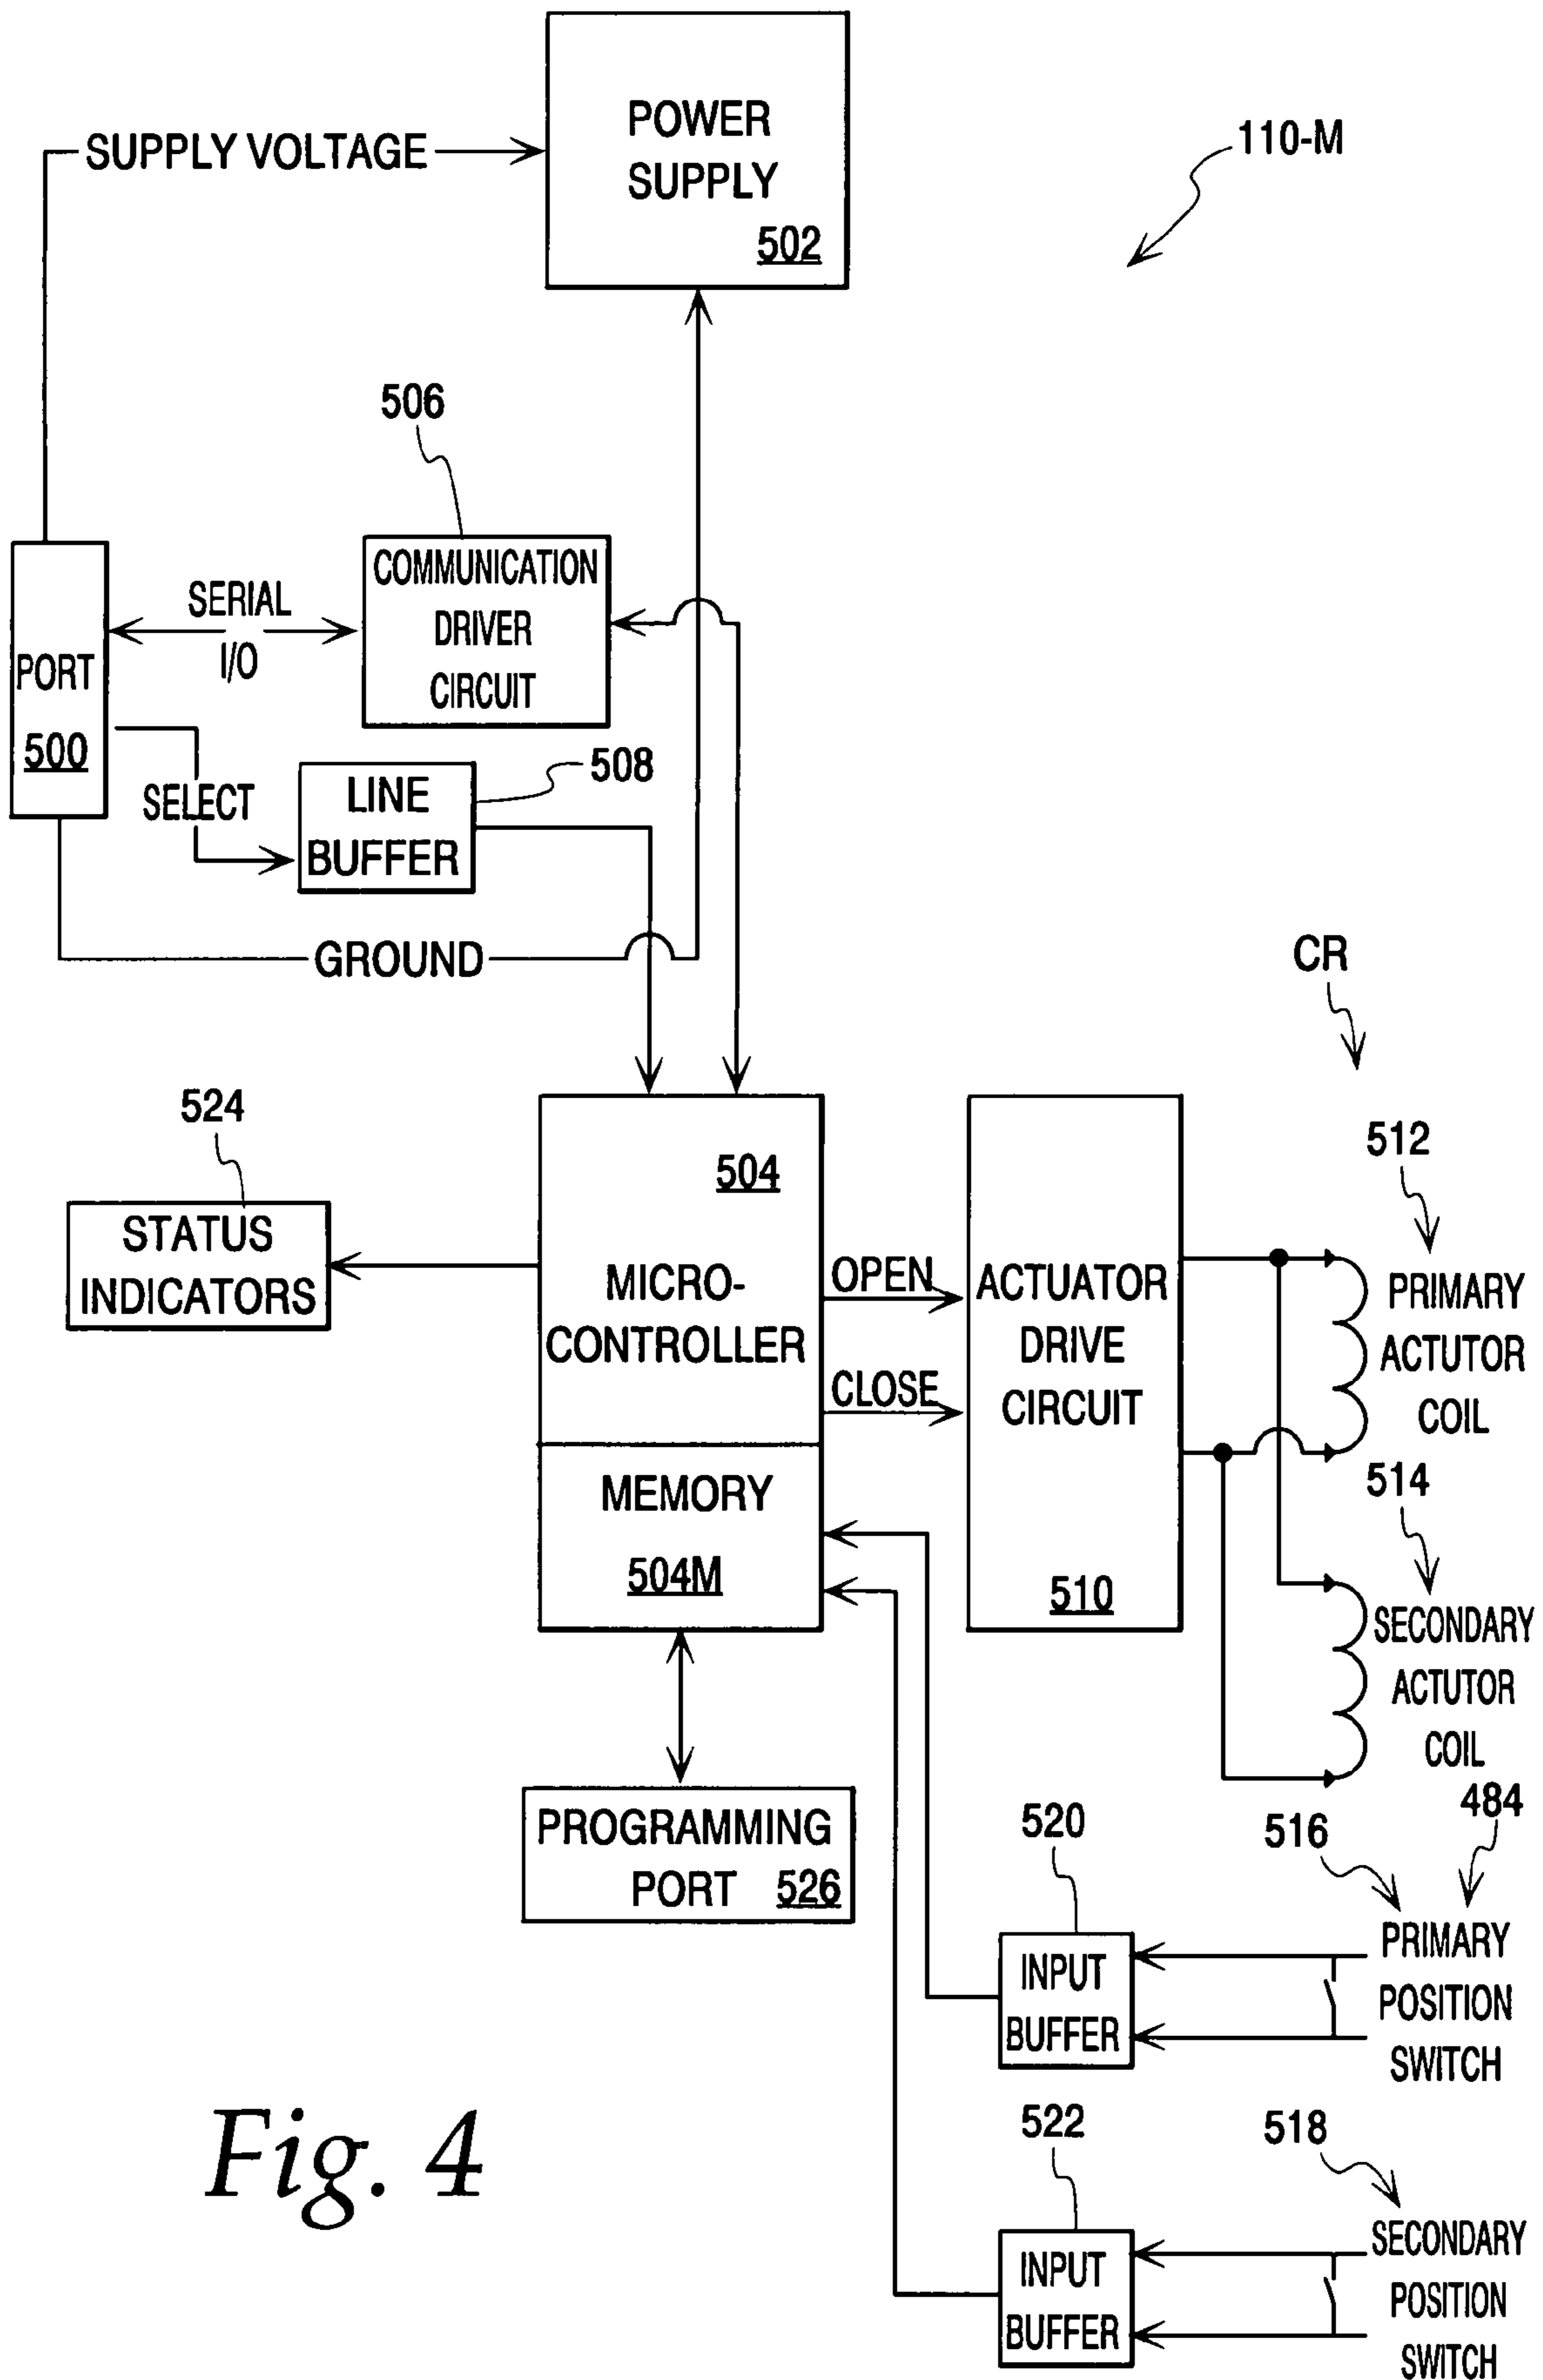 POWER
SUPPLY
502
SUPPLY VOLTAGE
110-M
506
COMMUNICATION
DRIVER
CIRCUIT
SERIAL
I/O
PORT
500
SELECT
508
LINE
BUFFER
GROUND
CR
524
STATUS
INDICATORS
504
MICRO-
CONTROLLER
OPEN
CLOSE
MEMORY
504M
ACTUATOR
DRIVE
CIRCUIT
510
512
PRIMARY
ACTUTOR
COIL
514
SECONDARY
ACTUTOR
COIL
PROGRAMMING
PORT 526
484
516
PRIMARY
POSITION
SWITCH
520
INPUT
BUFFER
518
SECONDARY
POSITION
SWITCH
522
INPUT
BUFFER
Fig. 4